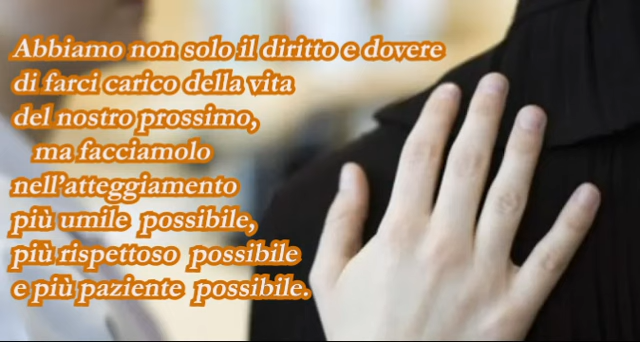 Abbiamo non solo il diritto e dovere
di farci carico della vita
del nostro prossimo,
ma facciamolo
nell'atteggiamento
più umile possibile,
più rispettoso possibile
e più paziente possibile.